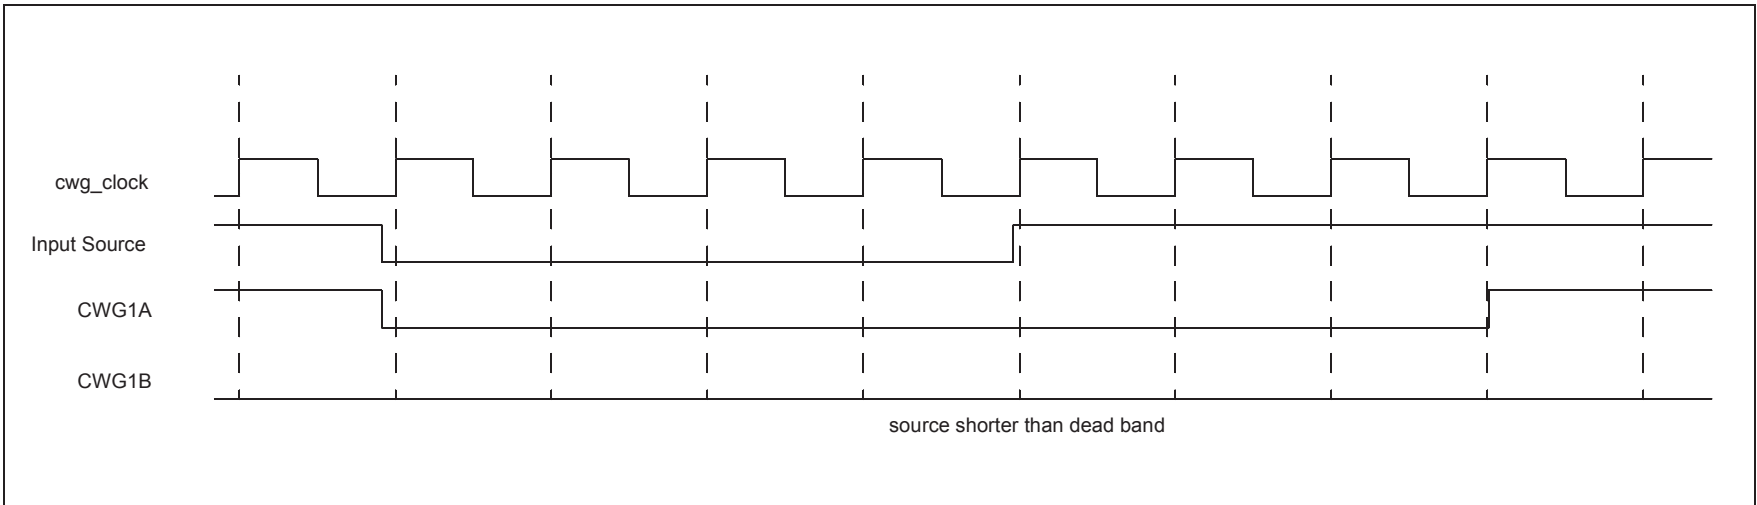 cwg_clock
Input Source
CWG1A
CWG1B
source shorter than dead band